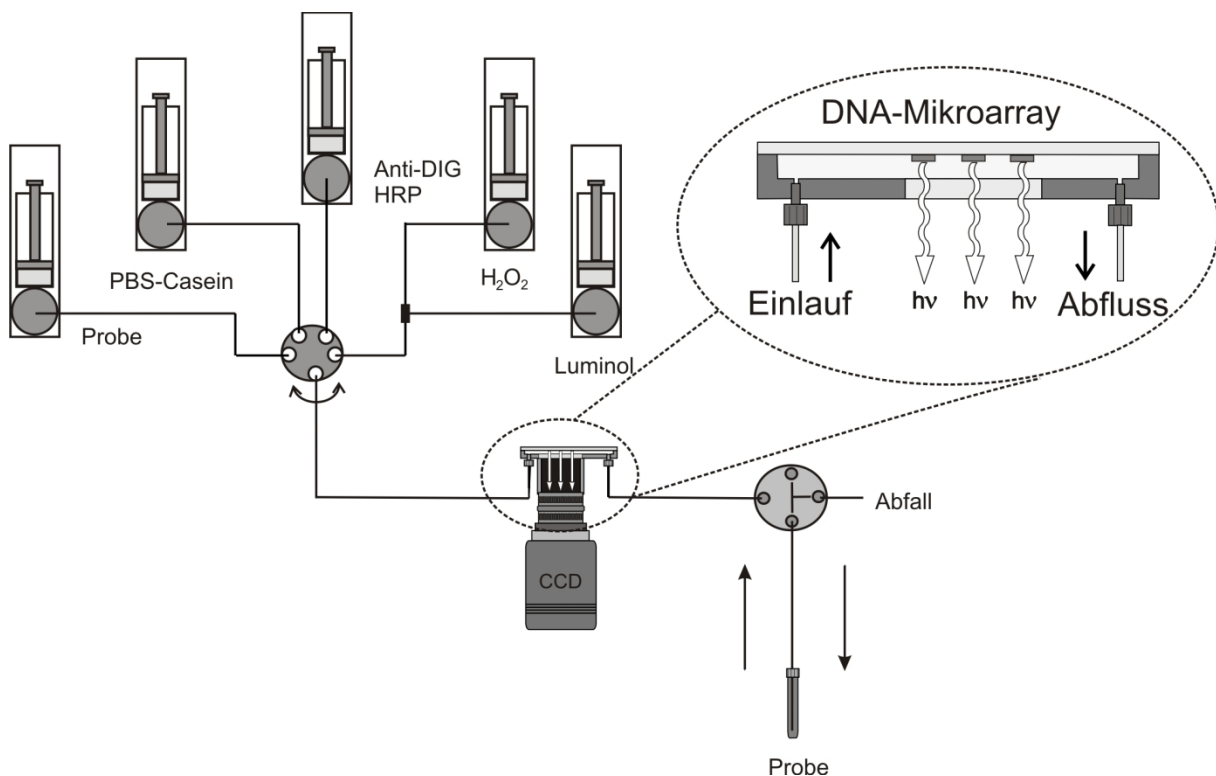 Anti-DIG
HRP
PBS-Casein
H₂O₂
Probe
Luminol
DNA-Mikroarray
Einlauf
hν
hν
hν
Abfluss
CCD
Abfall
Probe